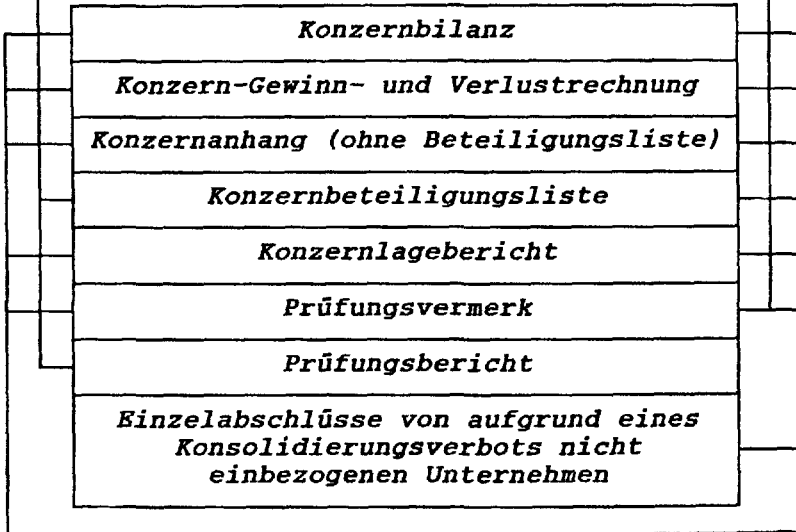 Konzernbilanz
Konzern-Gewinn- und Verlustrechnung
Konzernanhang (ohne Beteiligungsliste)
Konzernbeteiligungsliste
Konzernlagebericht
Prüfungsvermerk
Prüfungsbericht
Einzelabschlüsse von aufgrund eines
Konsolidierungsverbots nicht
einbezogenen Unternehmen